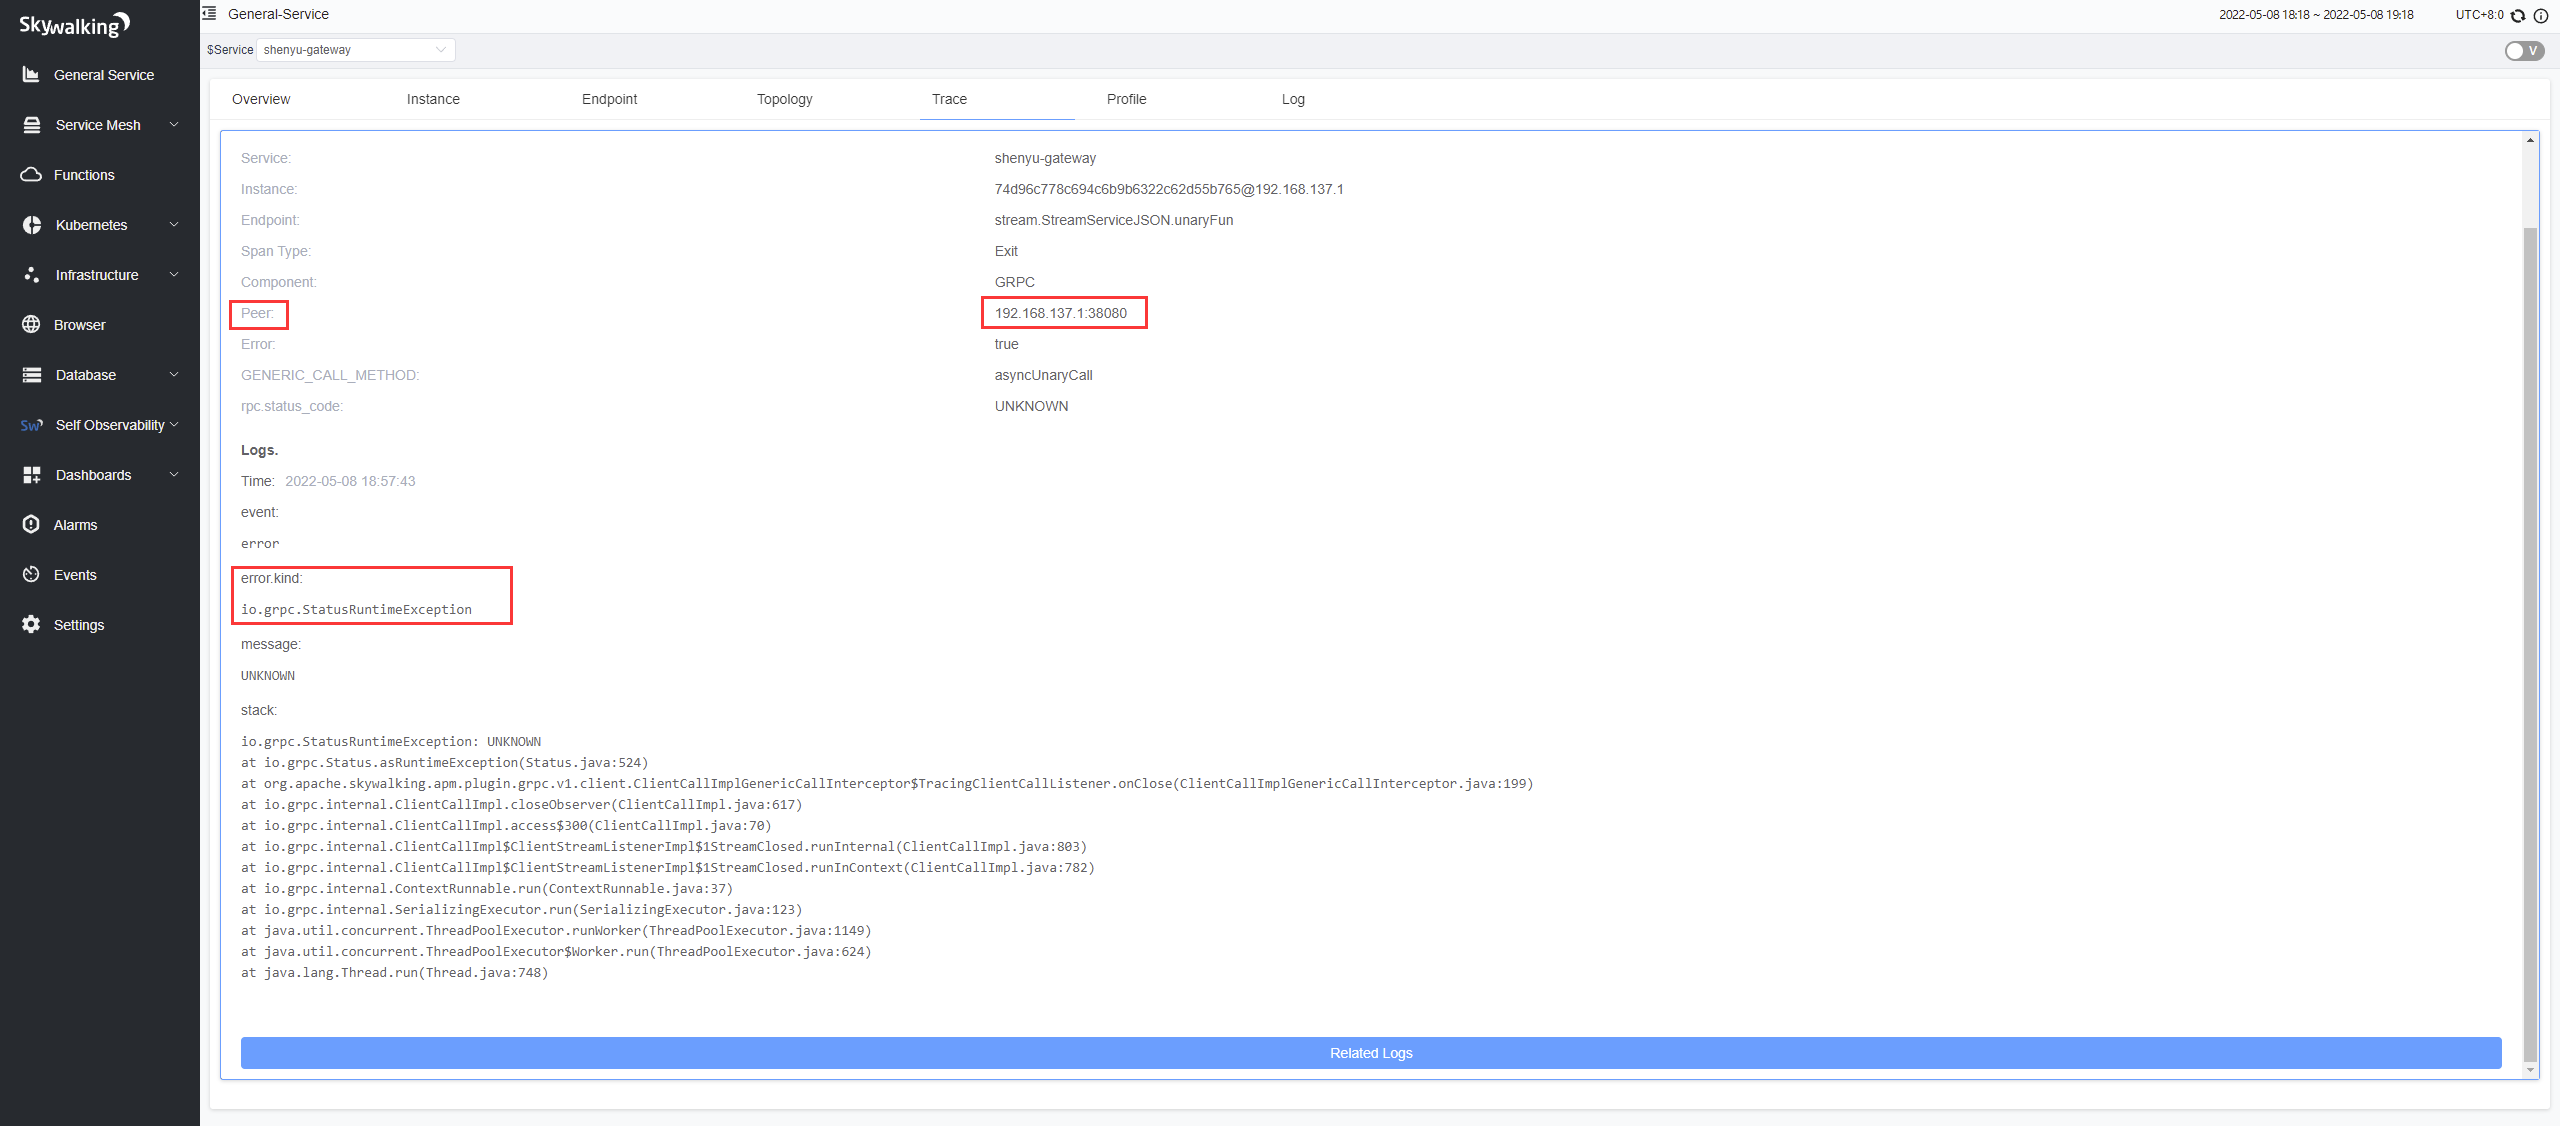 Skywalking
General Service
Service Mesh
Functions
Kubernetes
Infrastructure
Browser
Database
Sw Self Observability
Dashboards
Alarms
Events
Settings
General-Service
2022-05-08 18:18 ~ 2022-05-08 19:18 UTC+8:0
$Service shenyu-gateway
V
Overview Instance Endpoint Topology Trace Profile Log
Service: shenyu-gateway
Instance: 74d96c778c694c6b9b6322c62d55b765@192.168.137.1
Endpoint: stream.StreamServiceJSON.unaryFun
Span Type: Exit
Component: GRPC
Peer: 192.168.137.1:38080
Error: true
GENERIC_CALL_METHOD: asyncUnaryCall
rpc.status_code: UNKNOWN
Logs.
Time: 2022-05-08 18:57:43
event:
error
error.kind:
io.grpc.StatusRuntimeException
message:
UNKNOWN
stack:
io.grpc.StatusRuntimeException: UNKNOWN
at io.grpc.Status.asRuntimeException(Status.java:524)
at org.apache.skywalking.apm.plugin.grpc.v1.client.ClientCallImplGenericCallInterceptor$TracingClientCallListener.onClose(ClientCallImplGenericCallInterceptor.java:199)
at io.grpc.internal.ClientCallImpl.closeObserver(ClientCallImpl.java:617)
at io.grpc.internal.ClientCallImpl.access$300(ClientCallImpl.java:70)
at io.grpc.internal.ClientCallImpl$ClientStreamListenerImpl$1StreamClosed.runInternal(ClientCallImpl.java:803)
at io.grpc.internal.ClientCallImpl$ClientStreamListenerImpl$1StreamClosed.runInContext(ClientCallImpl.java:782)
at io.grpc.internal.ContextRunnable.run(ContextRunnable.java:37)
at io.grpc.internal.SerializingExecutor.run(SerializingExecutor.java:123)
at java.util.concurrent.ThreadPoolExecutor.runWorker(ThreadPoolExecutor.java:1149)
at java.util.concurrent.ThreadPoolExecutor$Worker.run(ThreadPoolExecutor.java:624)
at java.lang.Thread.run(Thread.java:748)
Related Logs